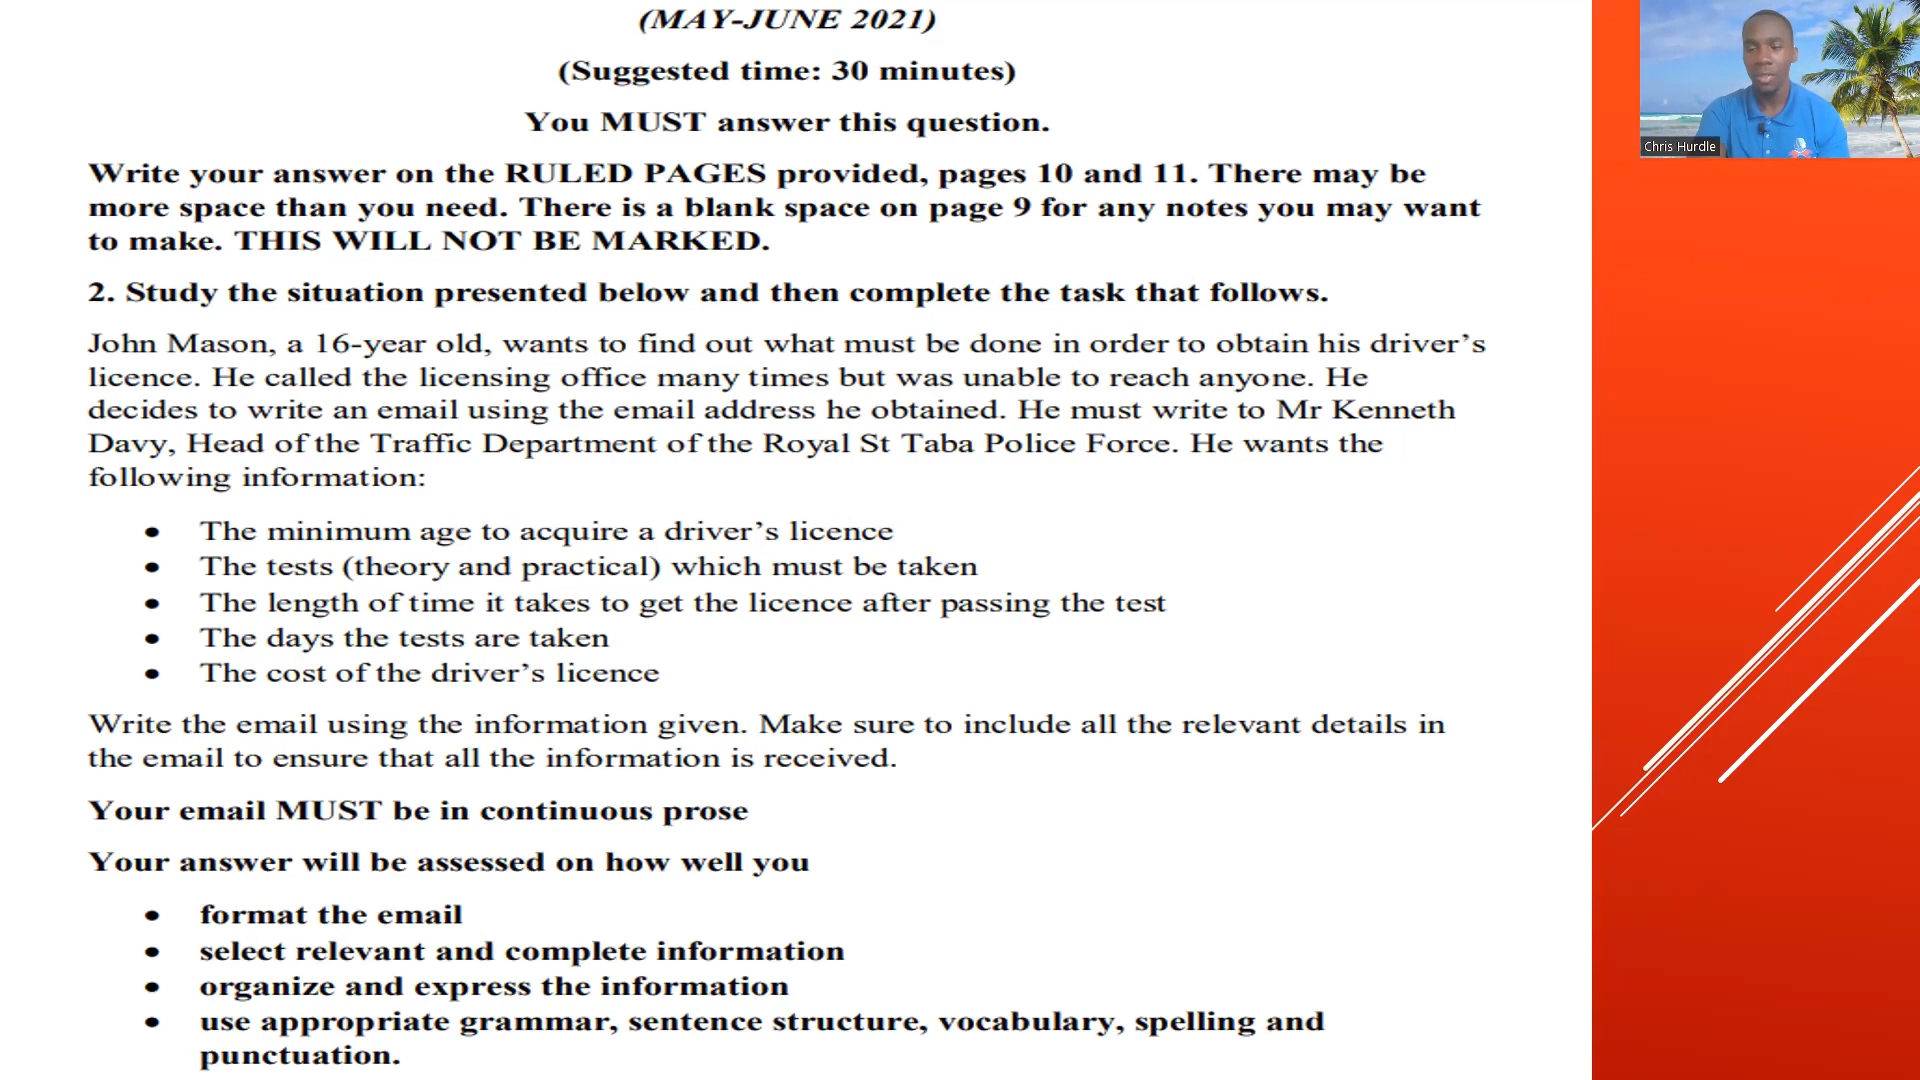 (MAY-JUNE 2021)
(Suggested time: 30 minutes)
You MUST answer this question.
Write your answer on the RULED PAGES provided, pages 10 and 11. There may be
more space than you need. There is a blank space on page 9 for any notes you may want
to make. THIS WILL NOT BE MARKED.
2. Study the situation presented below and then complete the task that follows.
John Mason, a 16-year old, wants to find out what must be done in order to obtain his driver's
licence. He called the licensing office many times but was unable to reach anyone. He
decides to write an email using the email address he obtained. He must write to Mr Kenneth
Davy, Head of the Traffic Department of the Royal St Taba Police Force. He wants the
following information:
• The minimum age to acquire a driver's licence
• The tests (theory and practical) which must be taken
• The length of time it takes to get the licence after passing the test
• The days the tests are taken
• The cost of the driver's licence
Write the email using the information given. Make sure to include all the relevant details in
the email to ensure that all the information is received.
Your email MUST be in continuous prose
Your answer will be assessed on how well you
• format the email
• select relevant and complete information
• organize and express the information
• use appropriate grammar, sentence structure, vocabulary, spelling and
punctuation.
Chris Hurdle